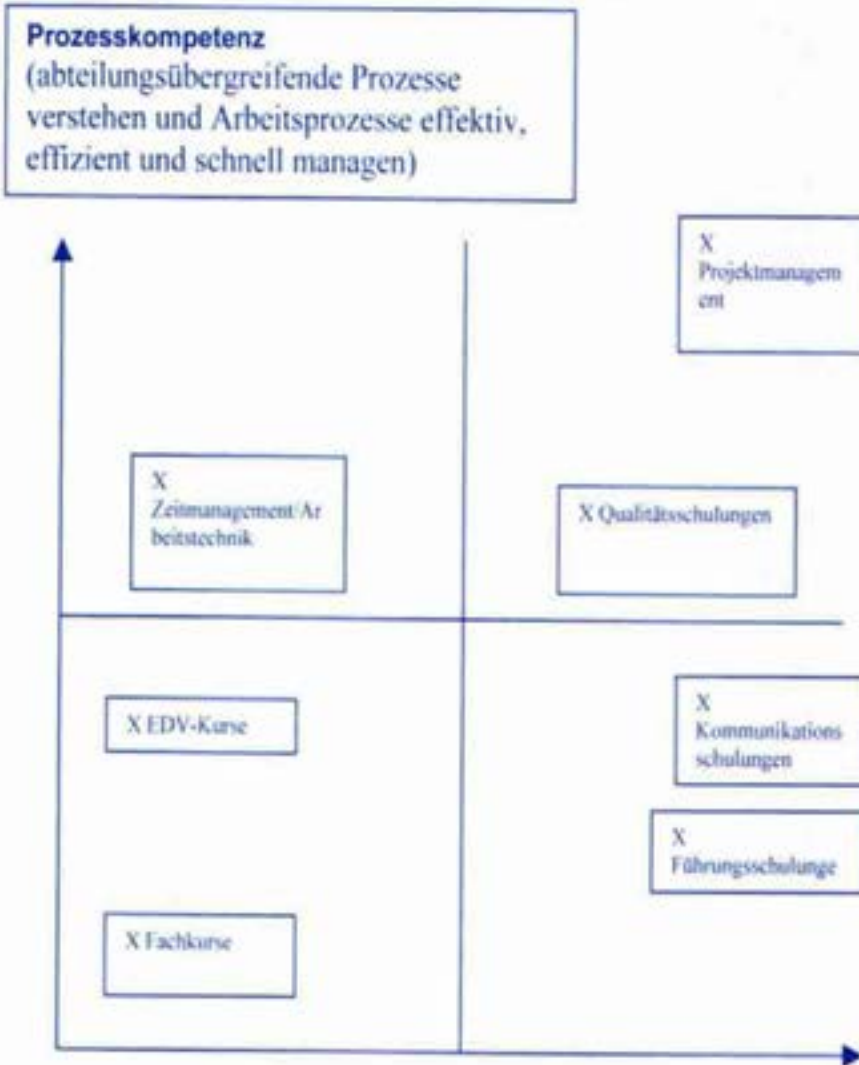 Prozesskompetenz
(abteilungsübergreifende Prozesse
verstehen und Arbeitsprozesse effektiv,
effizient und schnell managen)
X
Projektmanagem
ent
X
Zeitmanagement/Ar
beitstechnik
X Qualitätsschulungen
X EDV-Kurse
X
Kommunikations
schulungen
X
Führungsschulunge
X Fachkurse